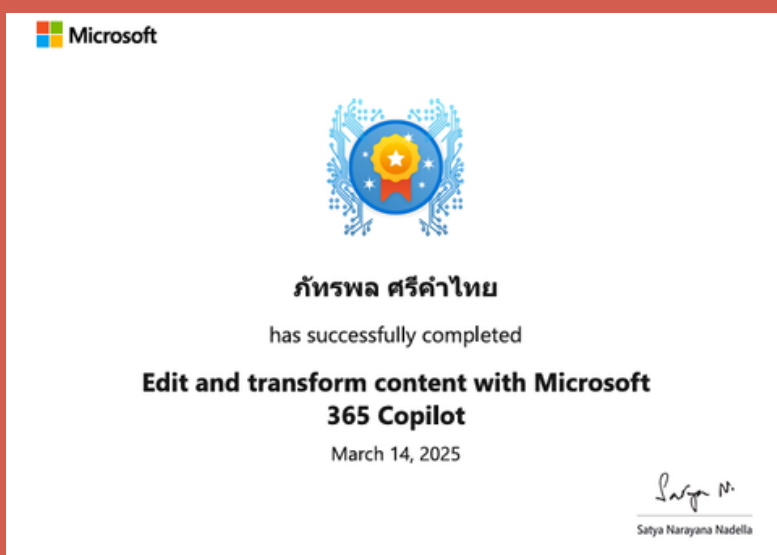 Microsoft
ภัทรพล ศรีคำไทย
has successfully completed
Edit and transform content with Microsoft
365 Copilot
March 14, 2025
Satya N.
Satya Narayana Nadella